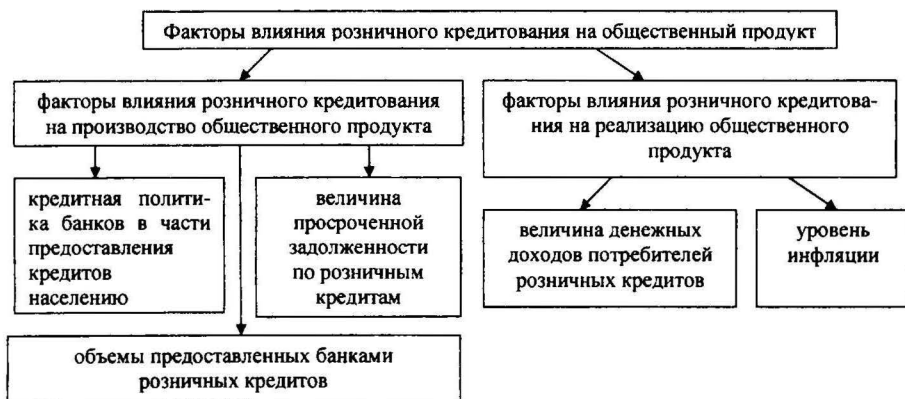 Факторы влияния розничного кредитования на общественный продукт
факторы влияния розничного кредитования
на производство общественного продукта
факторы влияния розничного кредитова-
ния на реализацию общественного
продукта
кредитная полити-
ка банков в части
предоставления
кредитов
населению
величина
просроченной
задолженности
по розничным
кредитам
величина денежных
доходов потребителей
розничных кредитов
уровень
инфляции
объемы предоставленных банками
розничных кредитов